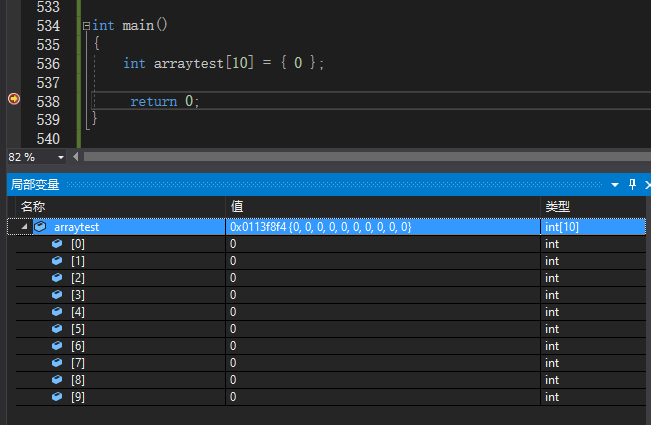 533
534 int main()
535 {
536 int arraytest[10] = { 0 };
537
538 return 0;
539 }
540
82 %
局部变量
名称 值 类型
arraytest 0x0113f8f4 {0, 0, 0, 0, 0, 0, 0, 0, 0, 0} int[10]
[0] 0 int
[1] 0 int
[2] 0 int
[3] 0 int
[4] 0 int
[5] 0 int
[6] 0 int
[7] 0 int
[8] 0 int
[9] 0 int